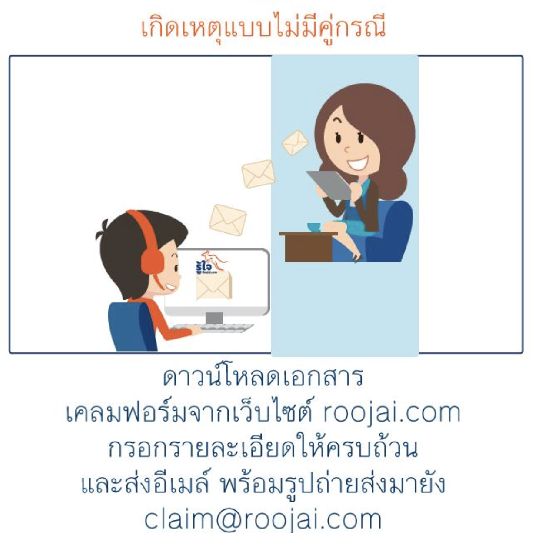 เกิดเหตุแบบไม่มีคู่กรณี
รู้ใจ
ดาวน์โหลดเอกสาร
เคลมฟอร์มจากเว็บไซต์ roojai.com
กรอกรายละเอียดให้ครบถ้วน
และส่งอีเมล์ พร้อมรูปถ่ายส่งมายัง
claim@roojai.com